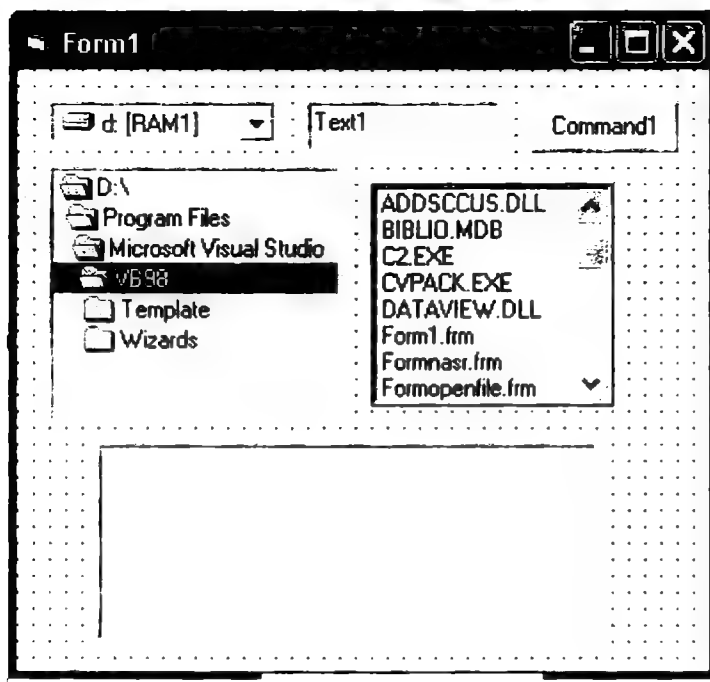 Form1
d: [RAM1]
Text1
Command1
D:\
Program Files
Microsoft Visual Studio
VB98
Template
Wizards
ADDSCCUS.DLL
BIBLIO.MDB
C2.EXE
CVPACK.EXE
DATAVIEW.DLL
Form1.frm
Formnasr.frm
Formopenfile.frm